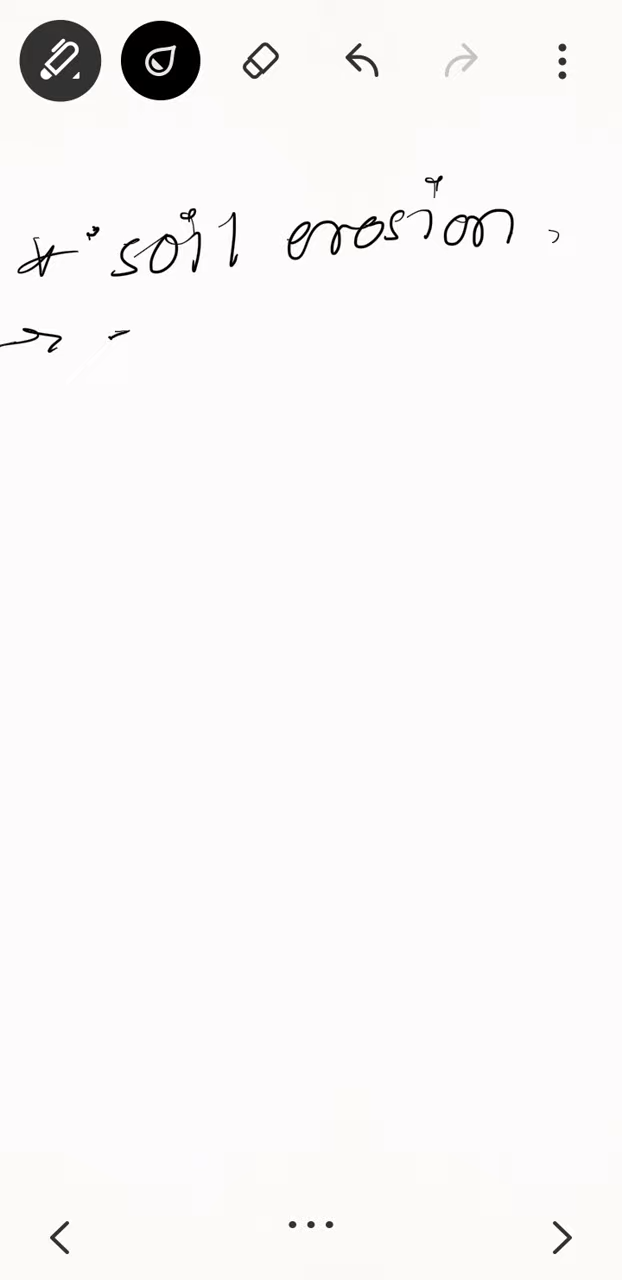 * soil erosion.
→ -